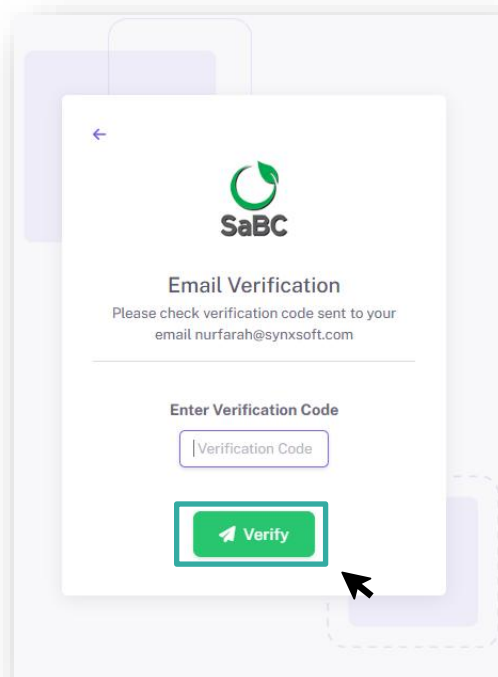 SaBC
Email Verification
Please check verification code sent to your
email nurfarah@synxsoft.com
Enter Verification Code
Verification Code
Verify